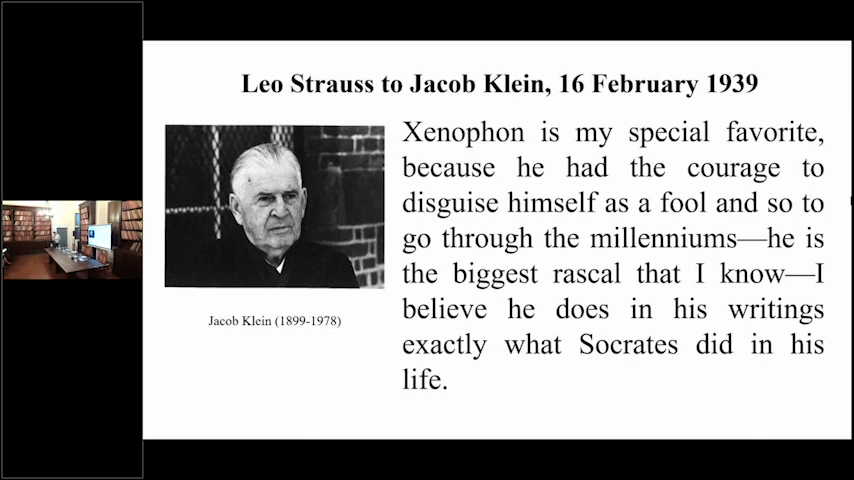 Leo Strauss to Jacob Klein, 16 February 1939
Xenophon is my special favorite,
because he had the courage to
disguise himself as a fool and so to
go through the millenniums—he is
the biggest rascal that I know—I
believe he does in his writings
exactly what Socrates did in his
life.
Jacob Klein (1899-1978)